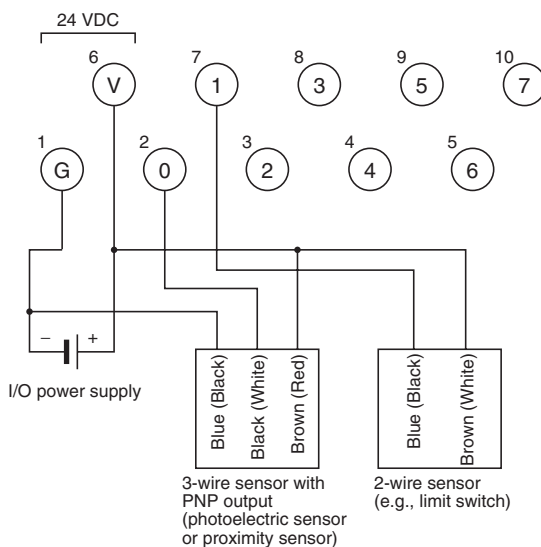 24 VDC
6 7 8 9 10
V 1 3 5 7
1 2 3 4 5
G 0 2 4 6
− +
I/O power supply
Blue (Black)
Black (White)
Brown (Red)
Blue (Black)
Brown (White)
3-wire sensor with
PNP output
(photoelectric sensor
or proximity sensor)
2-wire sensor
(e.g., limit switch)